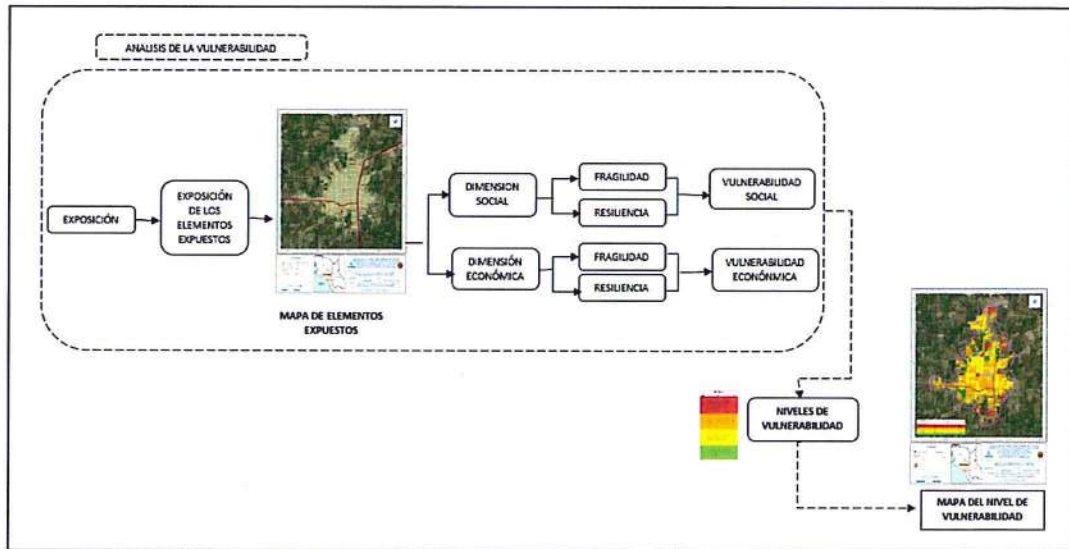 ANALISIS DE LA VULNERABILIDAD
EXPOSICIÓN
EXPOSICIÓN
DE LOS
ELEMENTOS
EXPUESTOS
MAPA DE ELEMENTOS
EXPUESTOS
DIMENSION
SOCIAL
FRAGILIDAD
RESILIENCIA
VULNERABILIDAD
SOCIAL
DIMENSIÓN
ECONÓMICA
FRAGILIDAD
RESILIENCIA
VULNERABILIDAD
ECONÓNIMICA
NIVELES DE
VULNERABILIDAD
MAPA DEL NIVEL DE
VULNERABILIDAD